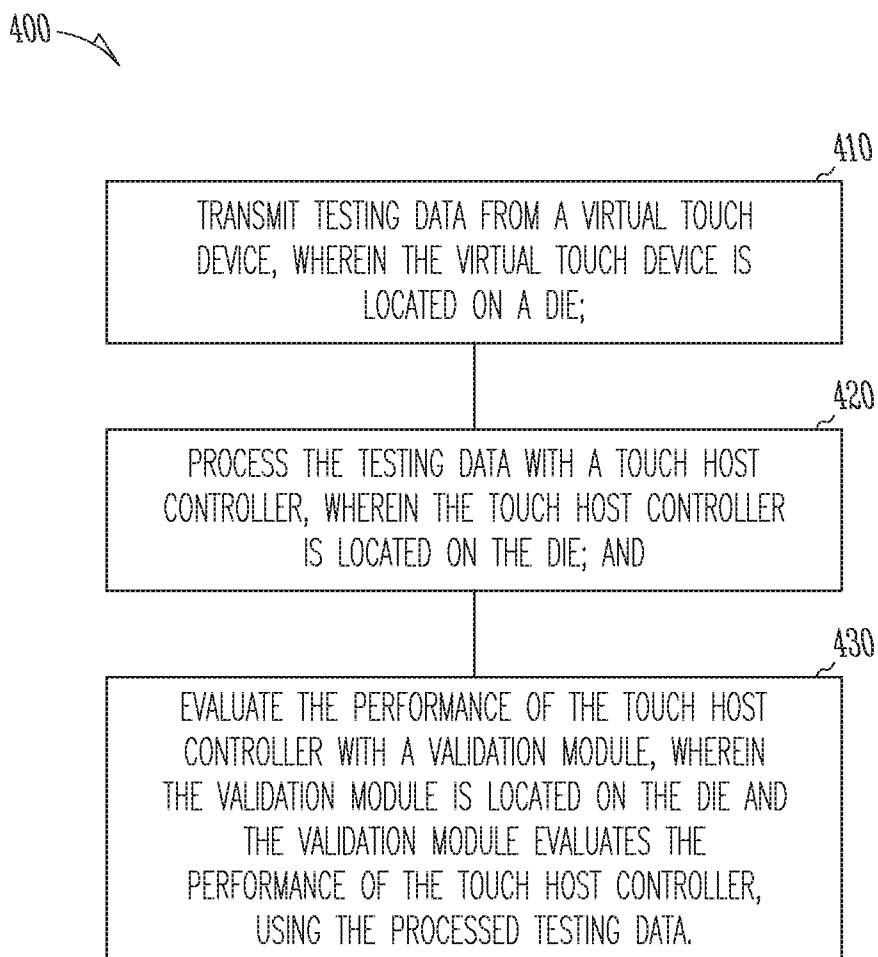 400
410
TRANSMIT TESTING DATA FROM A VIRTUAL TOUCH
DEVICE, WHEREIN THE VIRTUAL TOUCH DEVICE IS
LOCATED ON A DIE;
420
PROCESS THE TESTING DATA WITH A TOUCH HOST
CONTROLLER, WHEREIN THE TOUCH HOST CONTROLLER
IS LOCATED ON THE DIE; AND
430
EVALUATE THE PERFORMANCE OF THE TOUCH HOST
CONTROLLER WITH A VALIDATION MODULE, WHEREIN
THE VALIDATION MODULE IS LOCATED ON THE DIE AND
THE VALIDATION MODULE EVALUATES THE
PERFORMANCE OF THE TOUCH HOST CONTROLLER,
USING THE PROCESSED TESTING DATA.